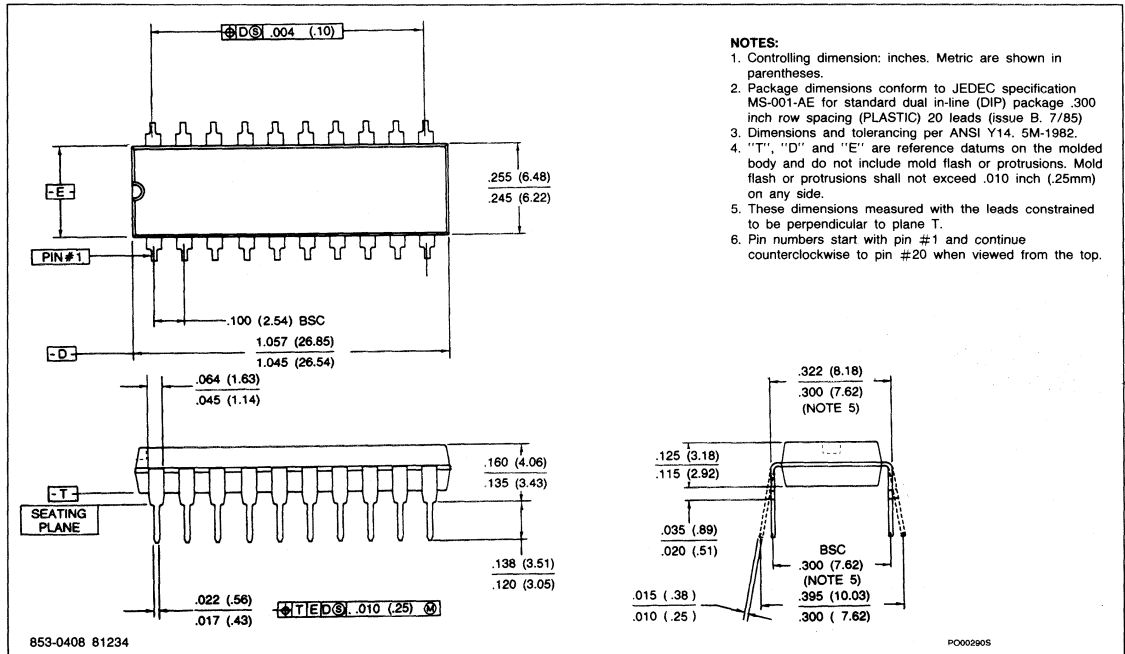 ⌖ D Ⓢ .004 (.10)
NOTES:
1. Controlling dimension: inches. Metric are shown in
parentheses.
2. Package dimensions conform to JEDEC specification
MS-001-AE for standard dual in-line (DIP) package .300
inch row spacing (PLASTIC) 20 leads (issue B. 7/85)
3. Dimensions and tolerancing per ANSI Y14. 5M-1982.
4. "T", "D" and "E" are reference datums on the molded
body and do not include mold flash or protrusions. Mold
flash or protrusions shall not exceed .010 inch (.25mm)
on any side.
5. These dimensions measured with the leads constrained
to be perpendicular to plane T.
6. Pin numbers start with pin #1 and continue
counterclockwise to pin #20 when viewed from the top.
- E -
.255 (6.48)
.245 (6.22)
PIN #1
.100 (2.54) BSC
- D -
1.057 (26.85)
1.045 (26.54)
.064 (1.63)
.045 (1.14)
.160 (4.06)
.135 (3.43)
- T -
SEATING
PLANE
.138 (3.51)
.120 (3.05)
.022 (.56)
.017 (.43)
⌖ T E D Ⓢ .010 (.25) Ⓜ
.322 (8.18)
.300 (7.62)
(NOTE 5)
.125 (3.18)
.115 (2.92)
.035 (.89)
.020 (.51)
BSC
.300 (7.62)
(NOTE 5)
.395 (10.03)
.300 ( 7.62)
.015 ( .38 )
.010 ( .25 )
853-0408 81234
PO00290S